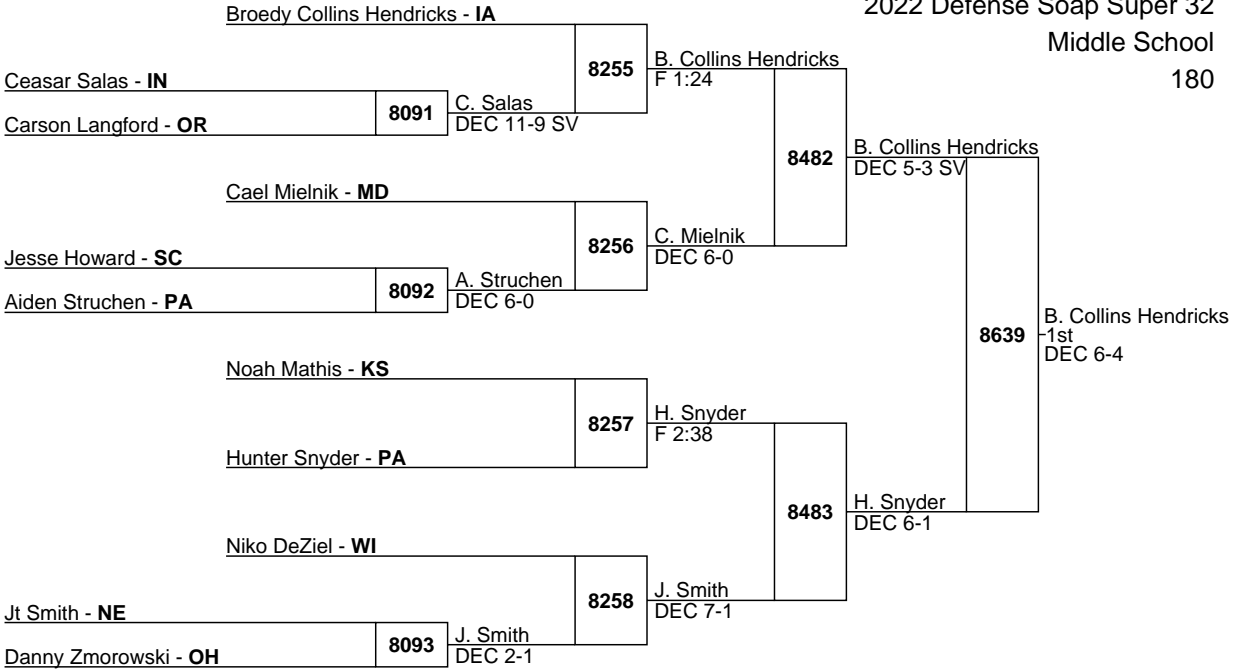 2022 Defense Soap Super 32
Middle School
180
Broedy Collins Hendricks - IA
8255
B. Collins Hendricks
F 1:24
Ceasar Salas - IN
8091
C. Salas
DEC 11-9 SV
Carson Langford - OR
8482
B. Collins Hendricks
DEC 5-3 SV
Cael Mielnik - MD
8256
C. Mielnik
DEC 6-0
Jesse Howard - SC
8092
A. Struchen
DEC 6-0
Aiden Struchen - PA
8639
B. Collins Hendricks
1st
DEC 6-4
Noah Mathis - KS
8257
H. Snyder
F 2:38
Hunter Snyder - PA
8483
H. Snyder
DEC 6-1
Niko DeZiel - WI
8258
J. Smith
DEC 7-1
Jt Smith - NE
8093
J. Smith
DEC 2-1
Danny Zmorowski - OH